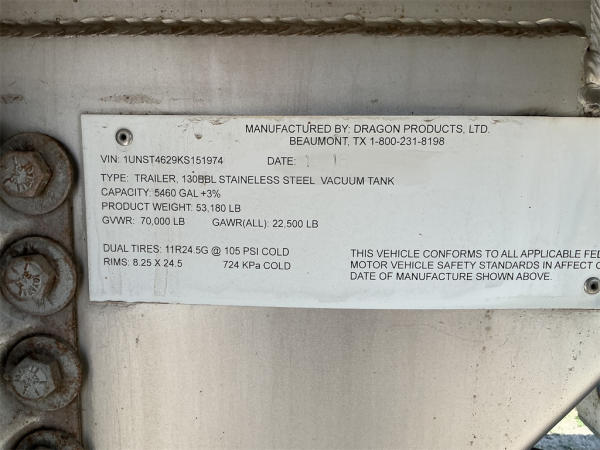 MANUFACTURED BY: DRAGON PRODUCTS, LTD.
BEAUMONT, TX 1-800-231-8198
VIN: 1UNST4629KS151974 DATE:
TYPE: TRAILER, 130BBL STAINELESS STEEL VACUUM TANK
CAPACITY: 5460 GAL +3%
PRODUCT WEIGHT: 53,180 LB
GVWR: 70,000 LB GAWR(ALL): 22,500 LB
DUAL TIRES: 11R24.5G @ 105 PSI COLD
RIMS: 8.25 X 24.5 724 KPa COLD
THIS VEHICLE CONFORMS TO ALL APPLICABLE FED
MOTOR VEHICLE SAFETY STANDARDS IN AFFECT O
DATE OF MANUFACTURE SHOWN ABOVE.